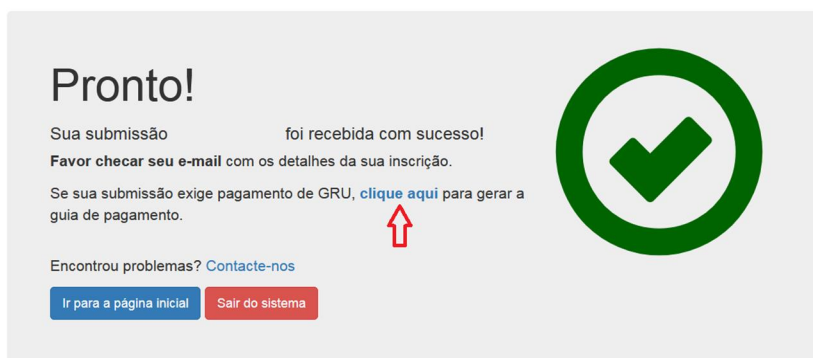 Pronto!
Sua submissão foi recebida com sucesso!
Favor checar seu e-mail com os detalhes da sua inscrição.
Se sua submissão exige pagamento de GRU, clique aqui para gerar a
guia de pagamento.
Encontrou problemas? Contacte-nos
Ir para a página inicial Sair do sistema